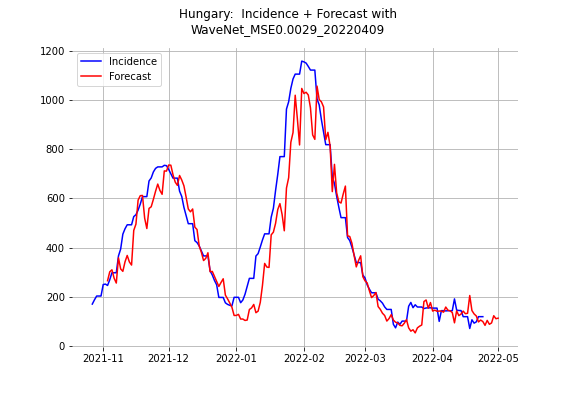 Hungary:  Incidence + Forecast with
WaveNet_MSE0.0029_20220409
1200
1000
800
600
400
200
0
Incidence
Forecast
2021-11 2021-12 2022-01 2022-02 2022-03 2022-04 2022-05